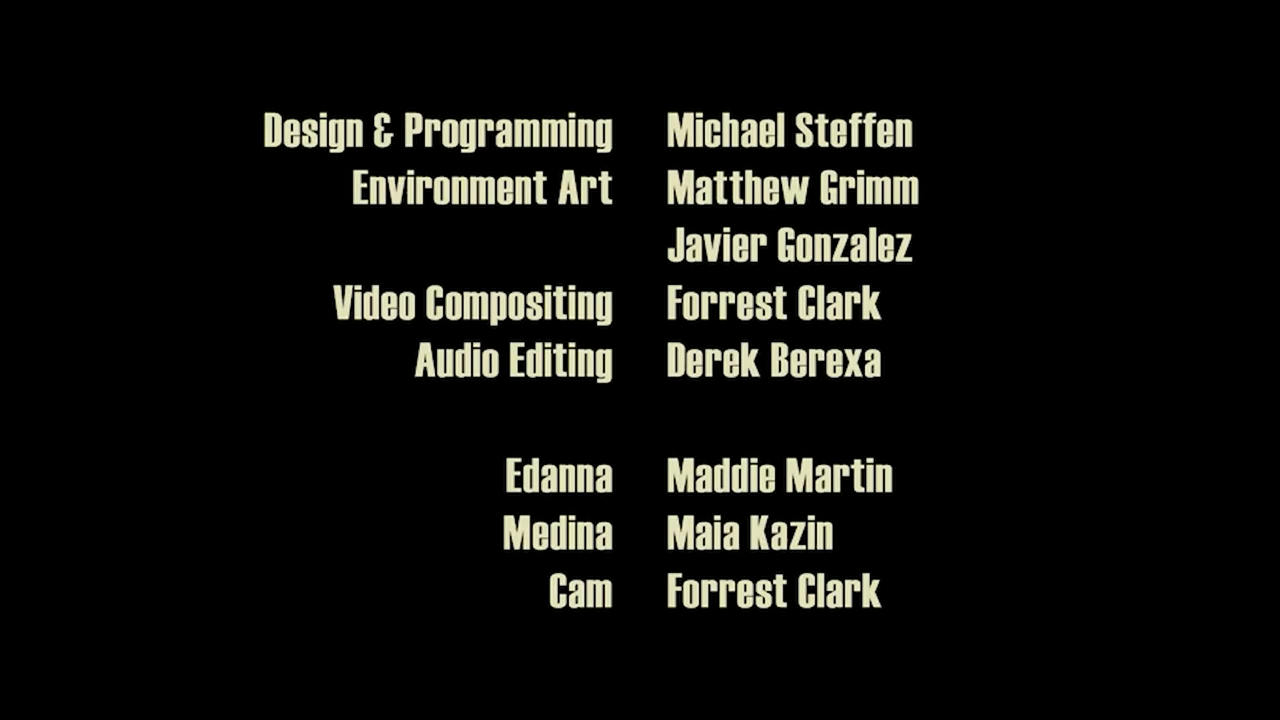 Design & Programming Michael Steffen
Environment Art Matthew Grimm
Javier Gonzalez
Video Compositing Forrest Clark
Audio Editing Derek Berexa
Edanna Maddie Martin
Medina Maia Kazin
Cam Forrest Clark